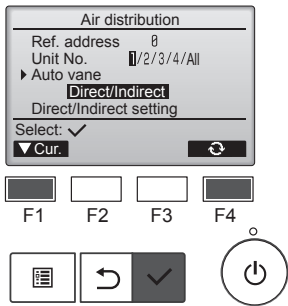 Air distribution
Ref. address 0
Unit No. 1/2/3/4/All
Auto vane
Direct/Indirect
Direct/Indirect setting
Select:
Cur.
F1 F2 F3 F4